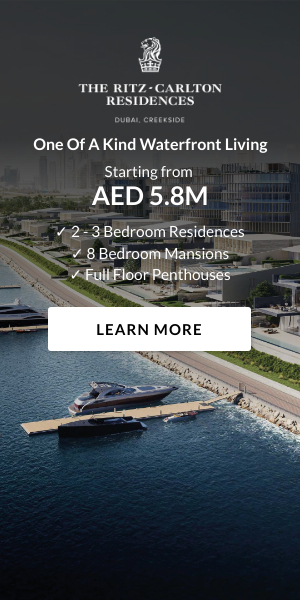 THE RITZ-CARLTON
RESIDENCES
DUBAI, CREEKSIDE
One Of A Kind Waterfront Living
Starting from
AED 5.8M
✓ 2 - 3 Bedroom Residences
✓ 8 Bedroom Mansions
✓ Full Floor Penthouses
LEARN MORE